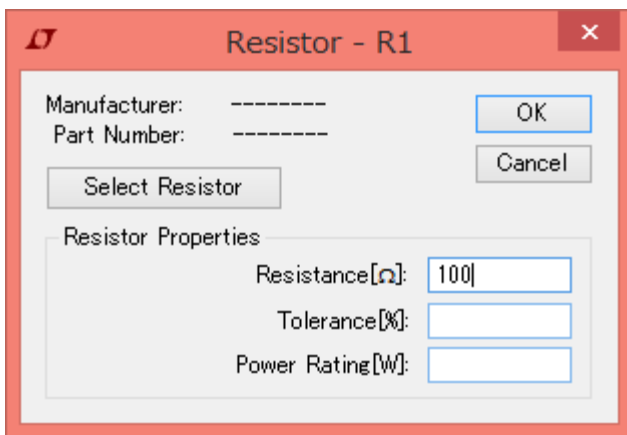 Resistor - R1
Manufacturer: --------
Part Number: --------
OK
Cancel
Select Resistor
Resistor Properties
Resistance[Ω]: 100
Tolerance[%]:
Power Rating[W]: